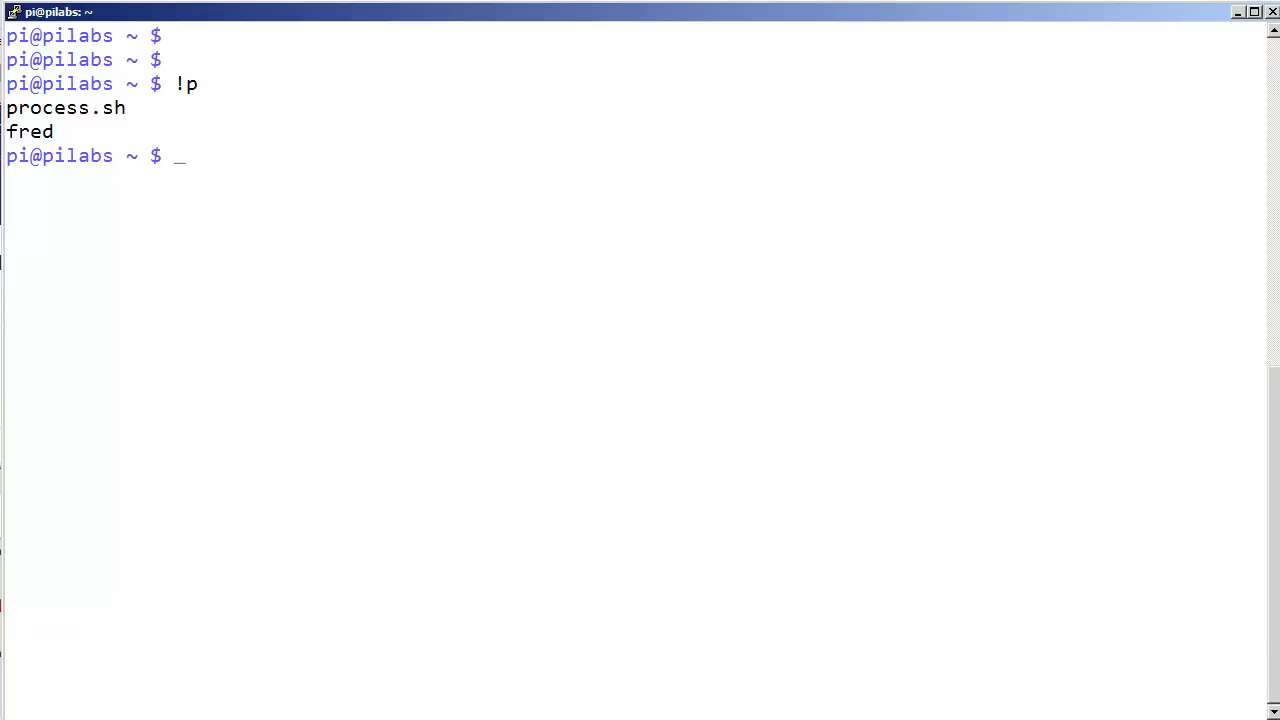 pi@pilabs: ~
pi@pilabs ~ $
pi@pilabs ~ $
pi@pilabs ~ $ !p
process.sh
fred
pi@pilabs ~ $ _